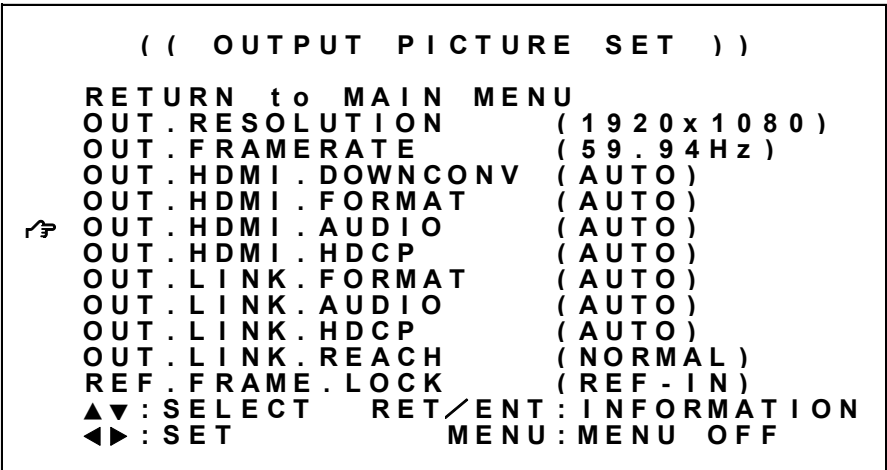 (( OUTPUT PICTURE SET ))
RETURN to MAIN MENU
OUT.RESOLUTION (1920x1080)
OUT.FRAMERATE (59.94Hz)
OUT.HDMI.DOWNCONV (AUTO)
OUT.HDMI.FORMAT (AUTO)
☞ OUT.HDMI.AUDIO (AUTO)
OUT.HDMI.HDCP (AUTO)
OUT.LINK.FORMAT (AUTO)
OUT.LINK.AUDIO (AUTO)
OUT.LINK.HDCP (AUTO)
OUT.LINK.REACH (NORMAL)
REF.FRAME.LOCK (REF-IN)
▲▼:SELECT RET/ENT:INFORMATION
◀▶:SET MENU:MENU OFF